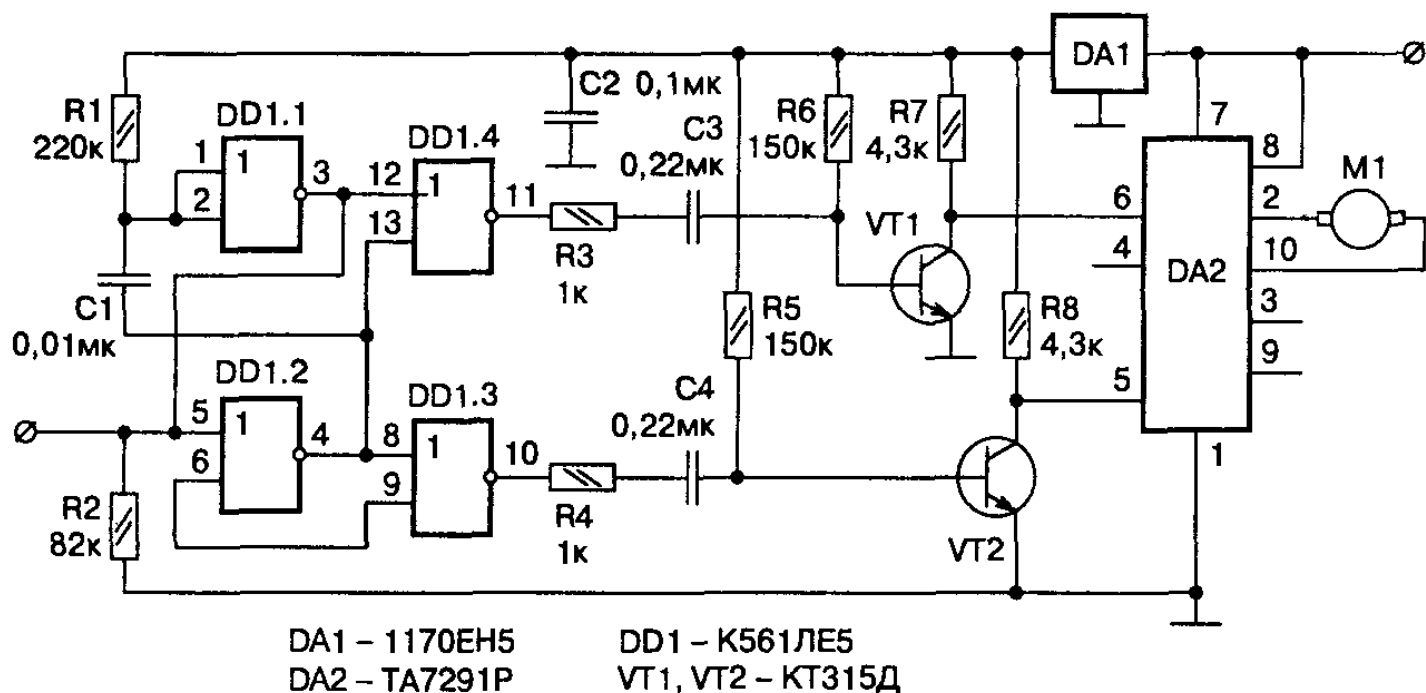 R1
220к
C1
0,01мк
DD1.1
1
2
1
3
DD1.4
12
13
1
11
C2 0,1мк
C3
0,22мк
R3
1к
R6
150к
R7
4,3к
VT1
DA1
7
8
6
2
4
DA2
10
3
9
5
1
M1
R5
150к
R8
4,3к
DD1.2
5
6
1
4
DD1.3
8
9
1
10
C4
0,22мк
R4
1к
VT2
R2
82к
DA1 – 1170ЕН5 DD1 – К561ЛЕ5
DA2 – TA7291P VT1, VT2 – КТ315Д